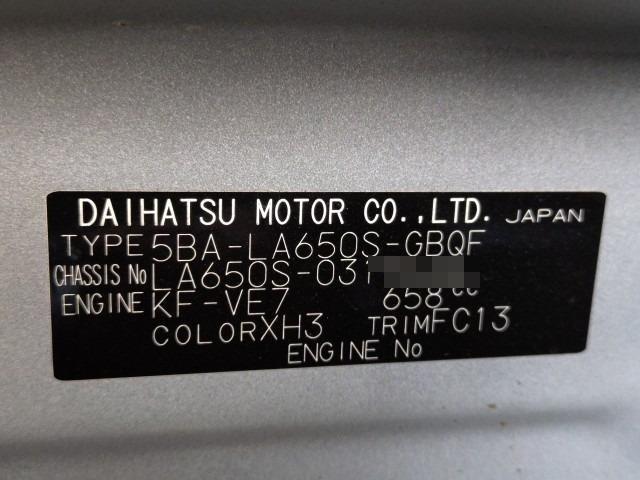 DAIHATSU MOTOR CO.,LTD. JAPAN
TYPE 5BA-LA650S-GBQF
CHASSIS No LA650S-031
ENGINE KF-VE7 658 cc
COLOR XH3 TRIM FC13
ENGINE No